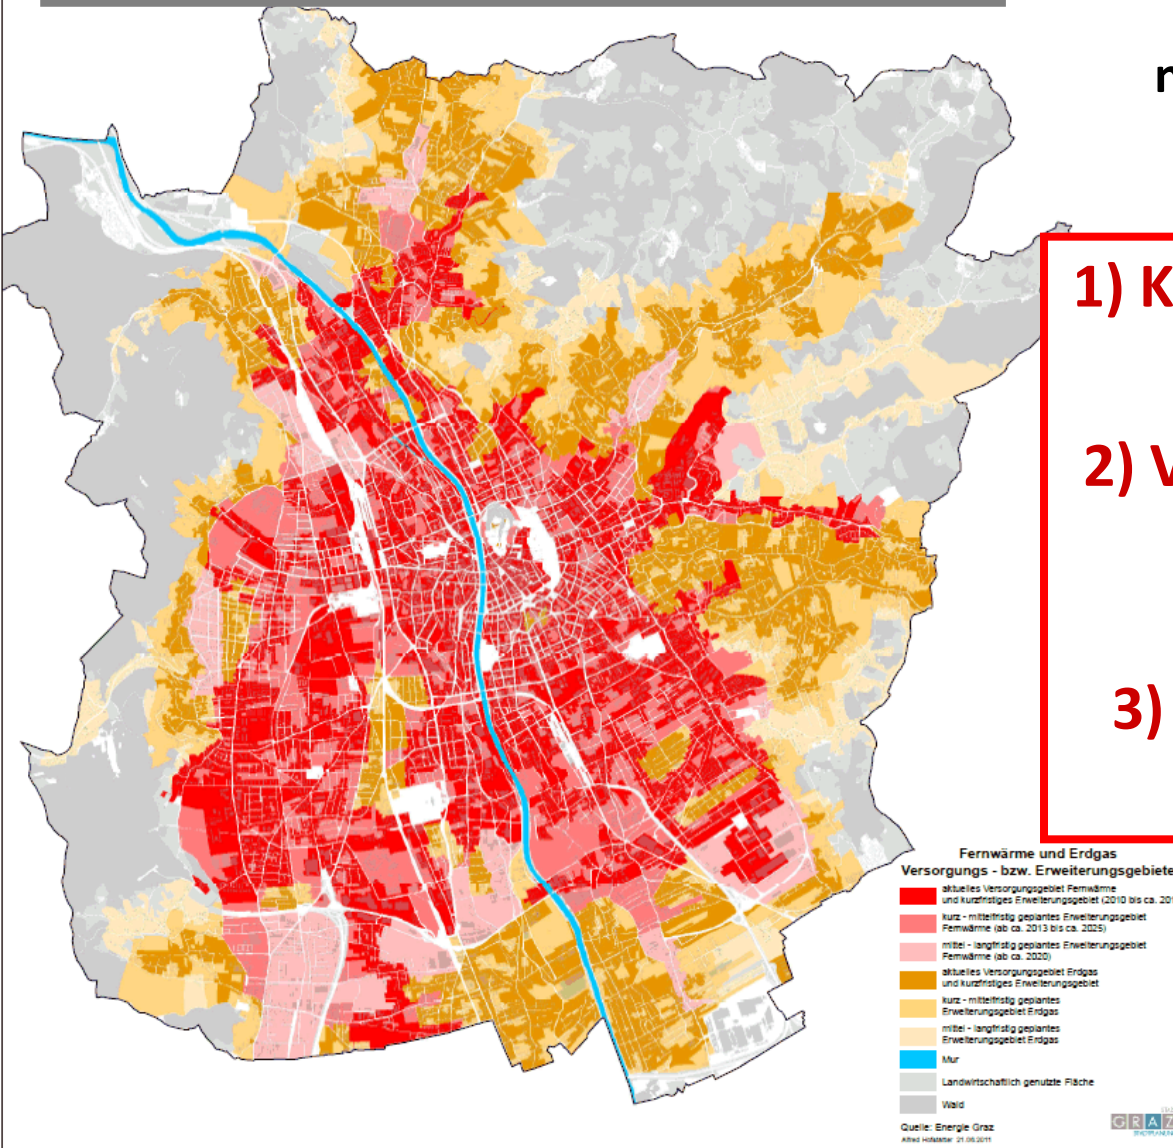 1) K
2) V
3)
Fernwärme und Erdgas
Versorgungs - bzw. Erweiterungsgebiete
aktuelles Versorgungsgebiet Fernwärme
und kurzfristiges Erweiterungsgebiet (2010 bis ca. 201
kurz - mittelfristig geplantes Erweiterungsgebiet
Fernwärme (ab ca. 2013 bis ca. 2025)
mittel - langfristig geplantes Erweiterungsgebiet
Fernwärme (ab ca. 2020)
aktuelles Versorgungsgebiet Erdgas
und kurzfristiges Erweiterungsgebiet
kurz - mittelfristig geplantes
Erweiterungsgebiet Erdgas
mittel - langfristig geplantes
Erweiterungsgebiet Erdgas
Mur
Landwirtschaftlich genutzte Fläche
Wald
Quelle: Energie Graz
GRAZ